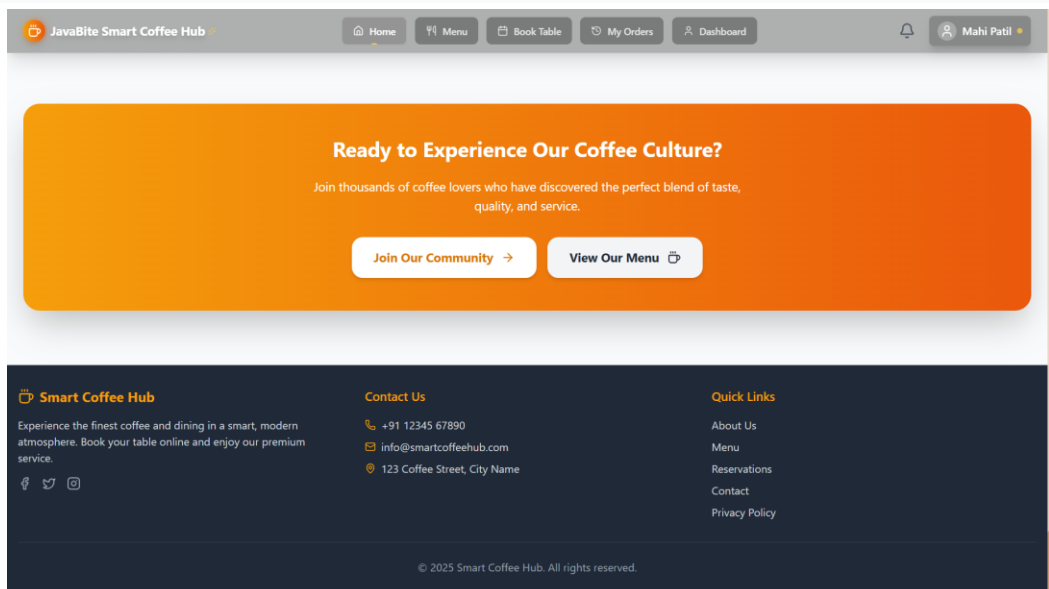 JavaBite Smart Coffee Hub
Home
Menu
Book Table
My Orders
Dashboard
Mahi Patil
Ready to Experience Our Coffee Culture?
Join thousands of coffee lovers who have discovered the perfect blend of taste,
quality, and service.
Join Our Community →
View Our Menu
Smart Coffee Hub
Experience the finest coffee and dining in a smart, modern
atmosphere. Book your table online and enjoy our premium
service.
Contact Us
+91 12345 67890
info@smartcoffeehub.com
123 Coffee Street, City Name
Quick Links
About Us
Menu
Reservations
Contact
Privacy Policy
© 2025 Smart Coffee Hub. All rights reserved.